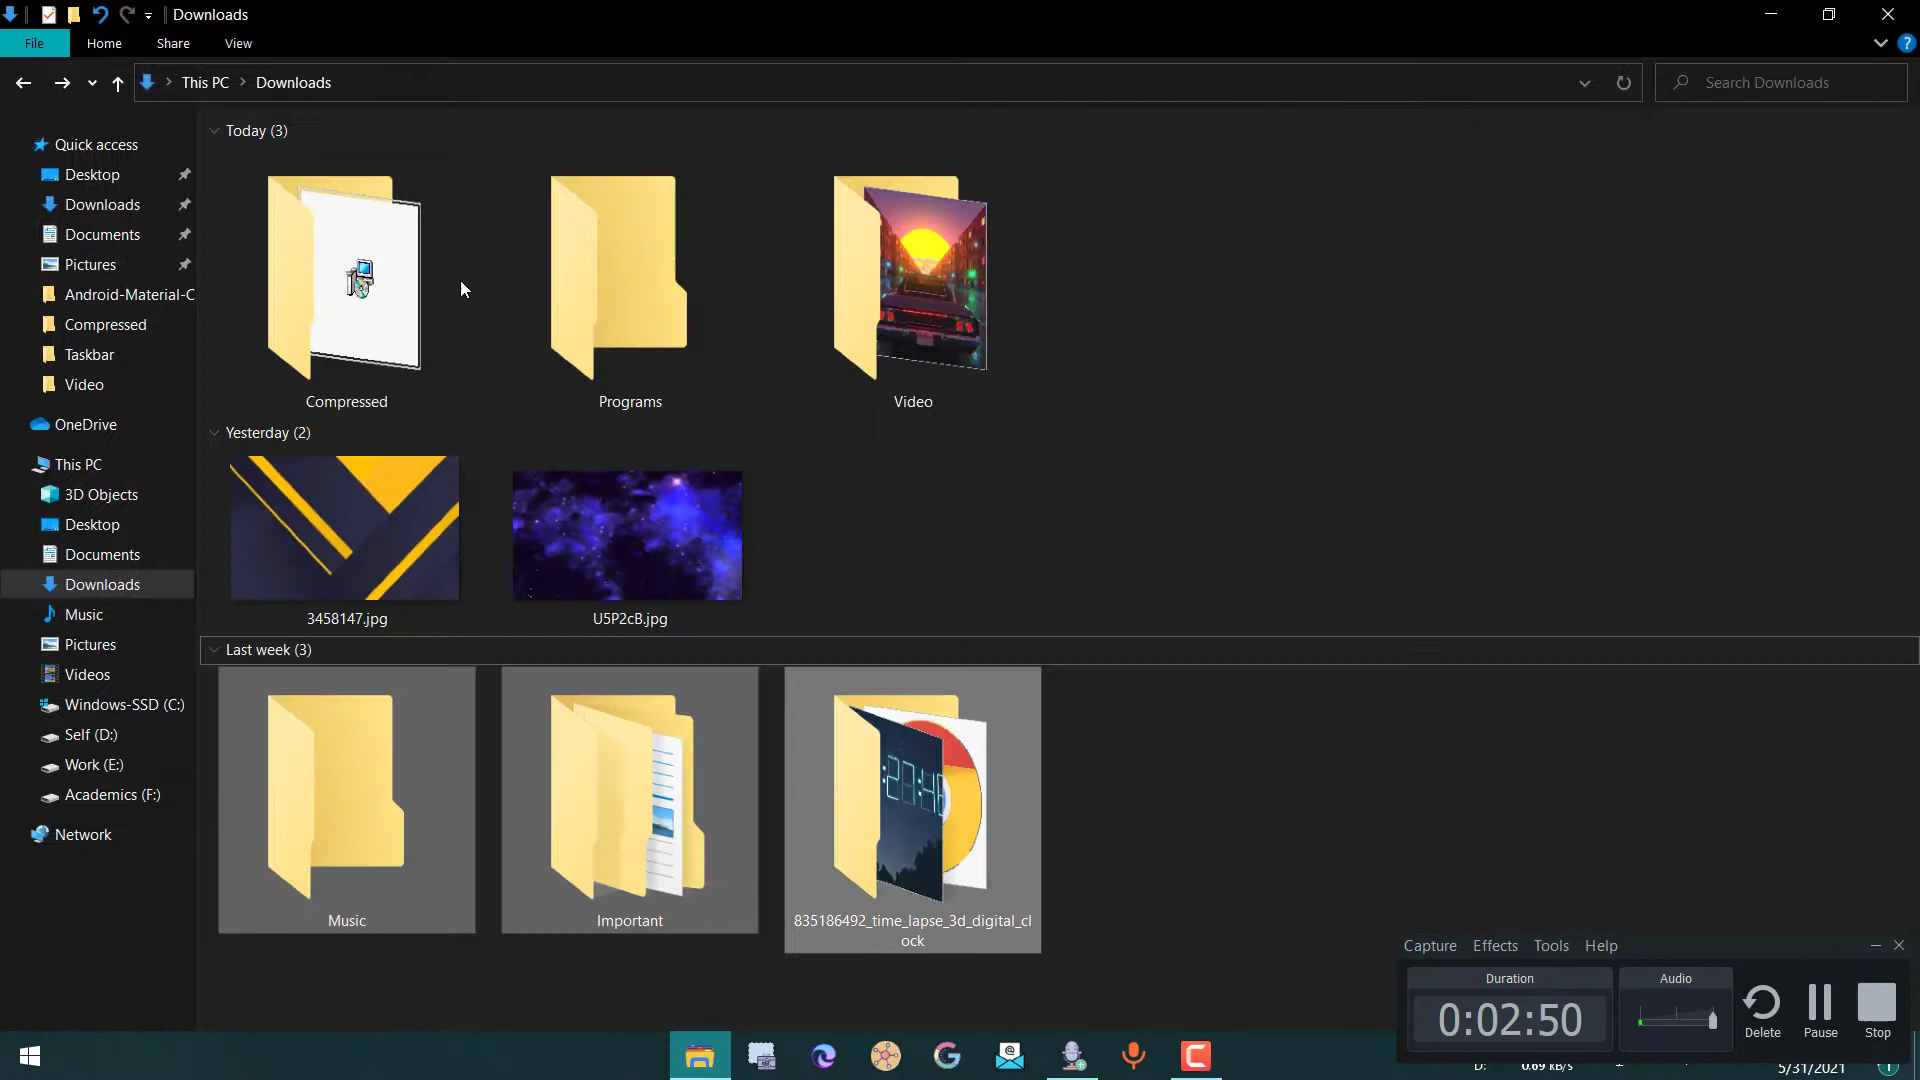 Downloads
File
Home
Share
View
This PC
Downloads
Search Downloads
Quick access
Desktop
Downloads
Documents
Pictures
Android-Material-C
Compressed
Taskbar
Video
OneDrive
This PC
3D Objects
Desktop
Documents
Downloads
Music
Pictures
Videos
Windows-SSD (C:)
Self (D:)
Work (E:)
Academics (F:)
Network
Today (3)
Compressed
Programs
Video
Yesterday (2)
3458147.jpg
U5P2cB.jpg
Last week (3)
Music
Important
835186492_time_lapse_3d_digital_cl
ock
Capture
Effects
Tools
Help
Duration
0:02:50
Audio
Delete
Pause
Stop
D:
0.69 kB/s
5/31/2021